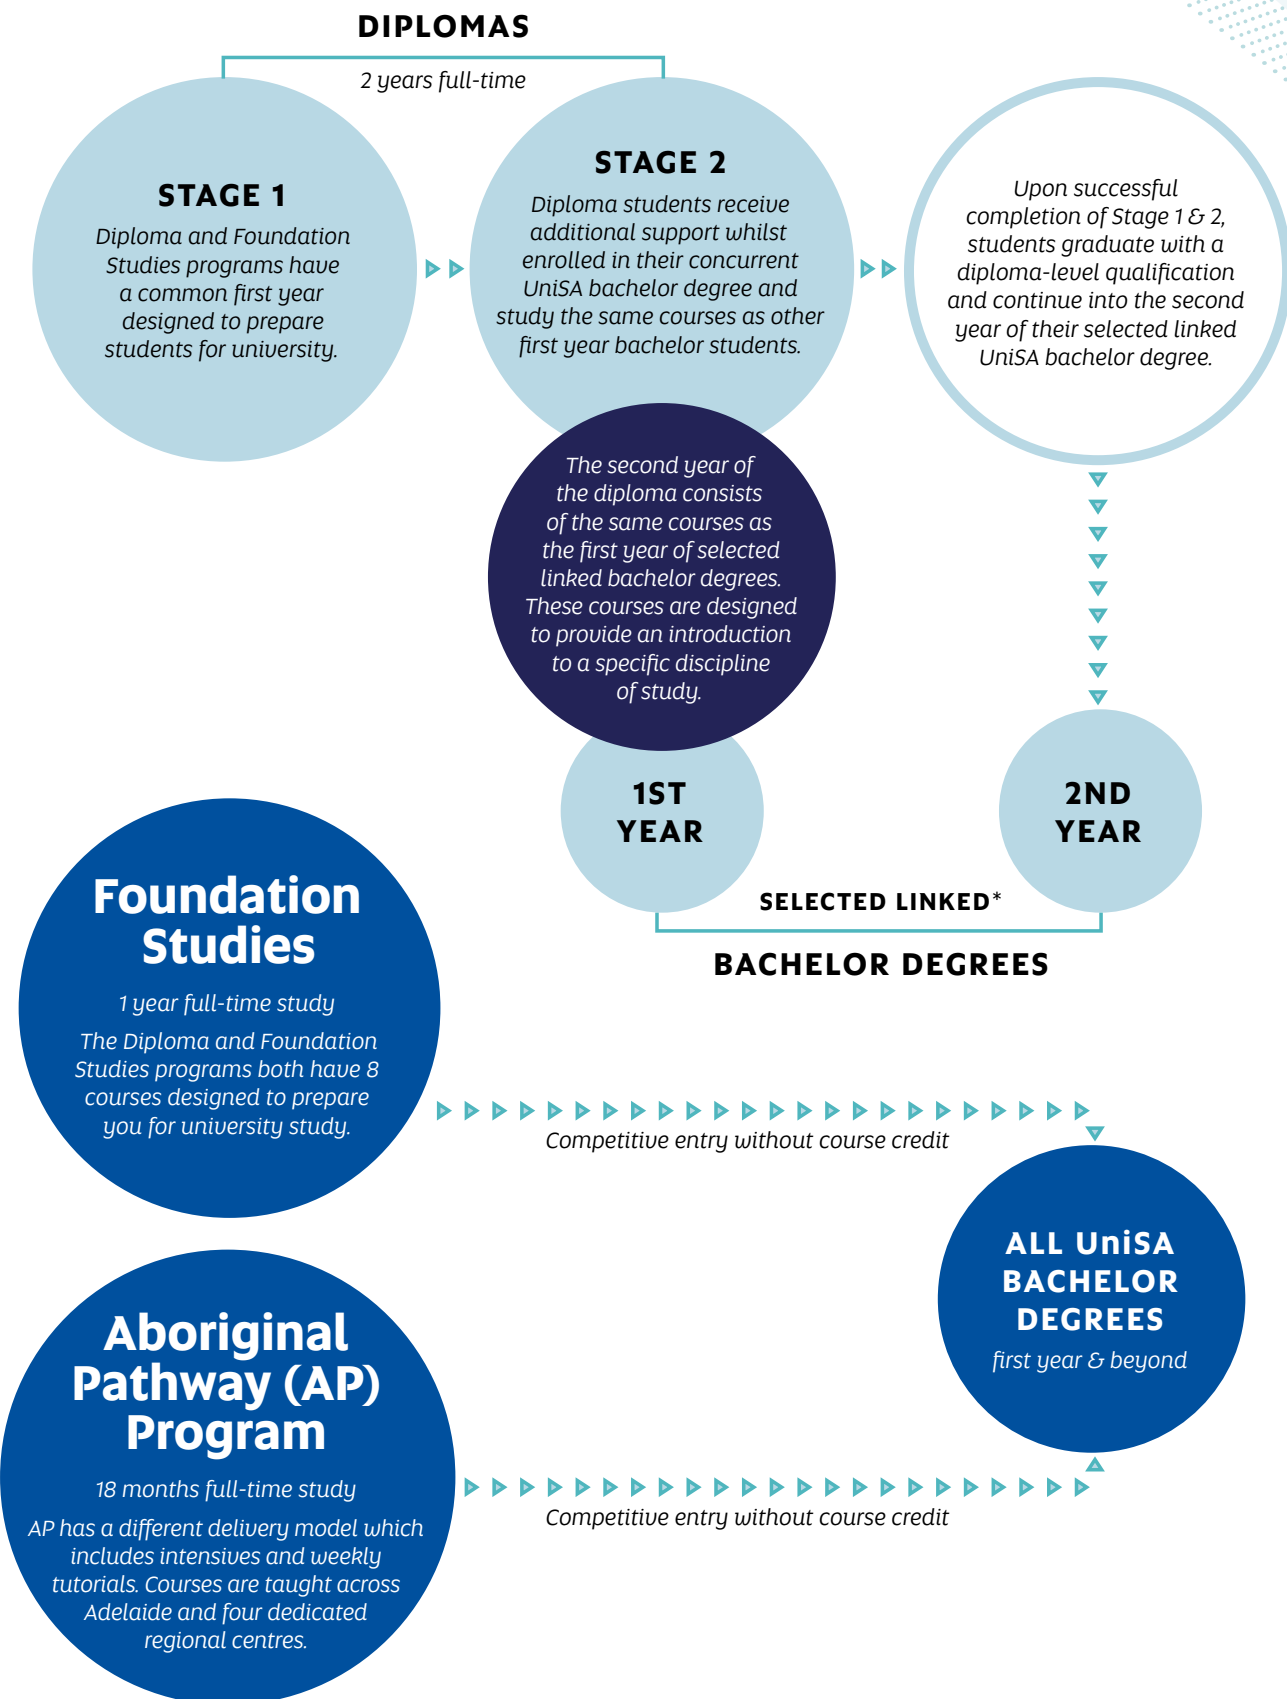 DIPLOMAS
2 years full-time
STAGE 1
Diploma and Foundation
Studies programs have
a common first year
designed to prepare
students for university.
STAGE 2
Diploma students receive
additional support whilst
enrolled in their concurrent
UniSA bachelor degree and
study the same courses as other
first year bachelor students.
Upon successful
completion of Stage 1 & 2,
students graduate with a
diploma-level qualification
and continue into the second
year of their selected linked
UniSA bachelor degree.
The second year of
the diploma consists
of the same courses as
the first year of selected
linked bachelor degrees.
These courses are designed
to provide an introduction
to a specific discipline
of study.
1ST
YEAR
2ND
YEAR
SELECTED LINKED*
BACHELOR DEGREES
Foundation
Studies
1 year full-time study
The Diploma and Foundation
Studies programs both have 8
courses designed to prepare
you for university study.
Competitive entry without course credit
ALL UniSA
BACHELOR
DEGREES
first year & beyond
Aboriginal
Pathway (AP)
Program
18 months full-time study
AP has a different delivery model which
includes intensives and weekly
tutorials. Courses are taught across
Adelaide and four dedicated
regional centres.
Competitive entry without course credit